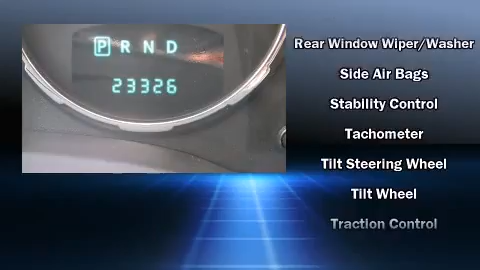 P R N D
23326
Rear Window Wiper/Washer
Side Air Bags
Stability Control
Tachometer
Tilt Steering Wheel
Tilt Wheel
Traction Control